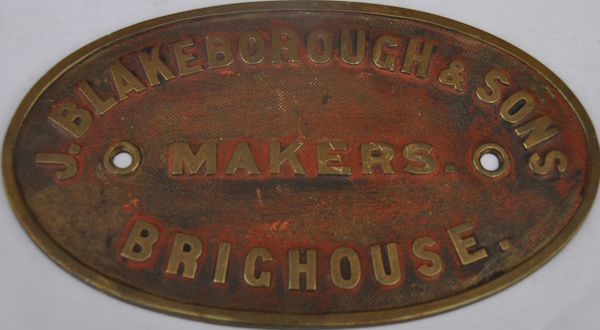 J. BLAKEBOROUGH & SONS
MAKERS.
BRIGHOUSE.